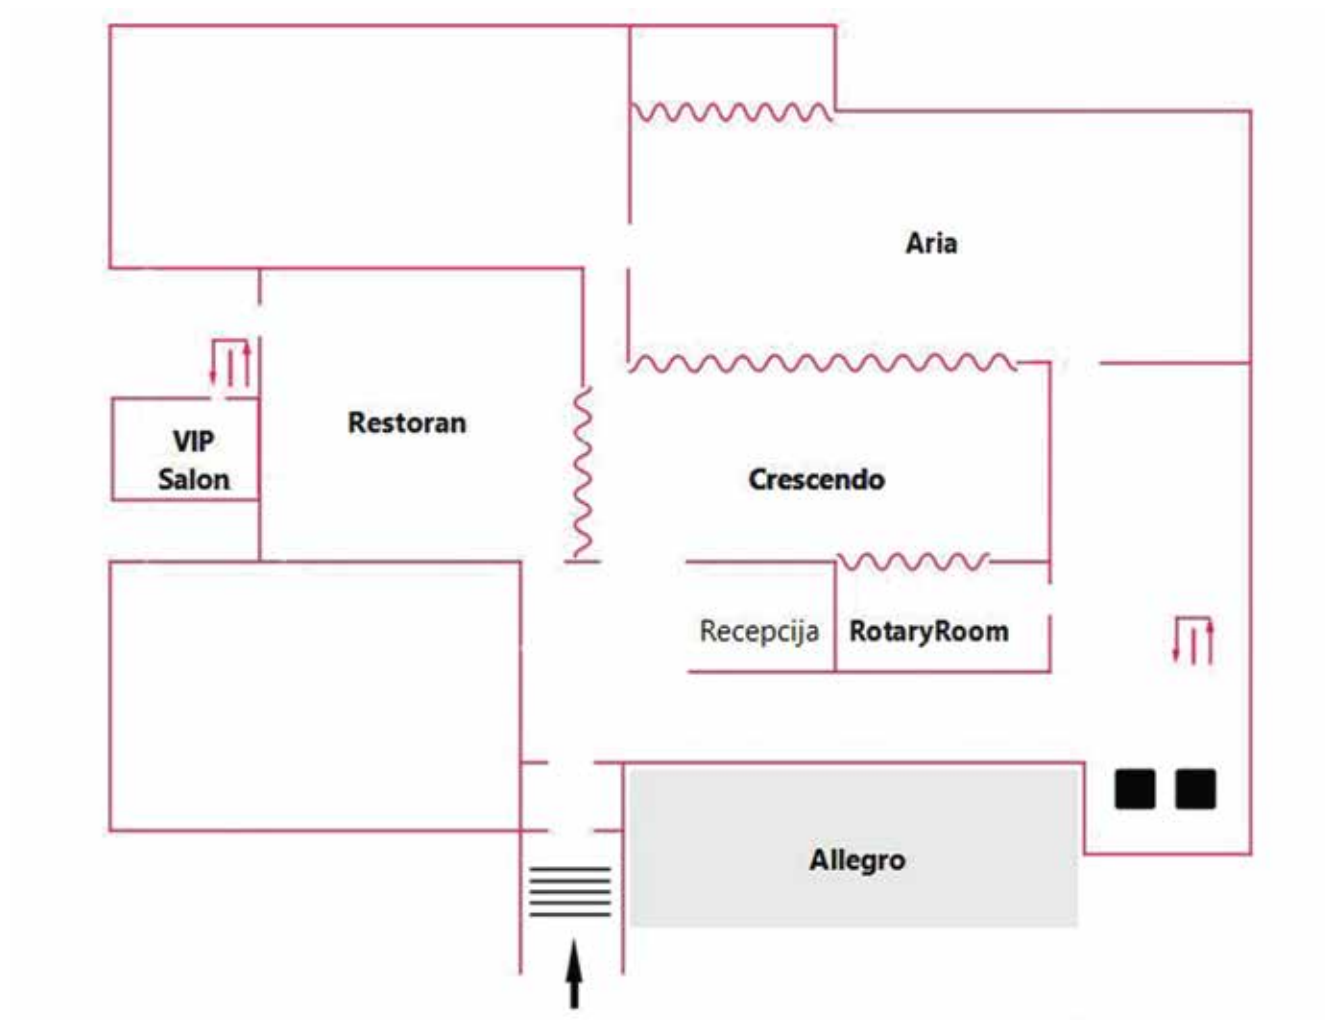 Aria
Restoran
VIP
Salon
Crescendo
Recepcija
RotaryRoom
Allegro